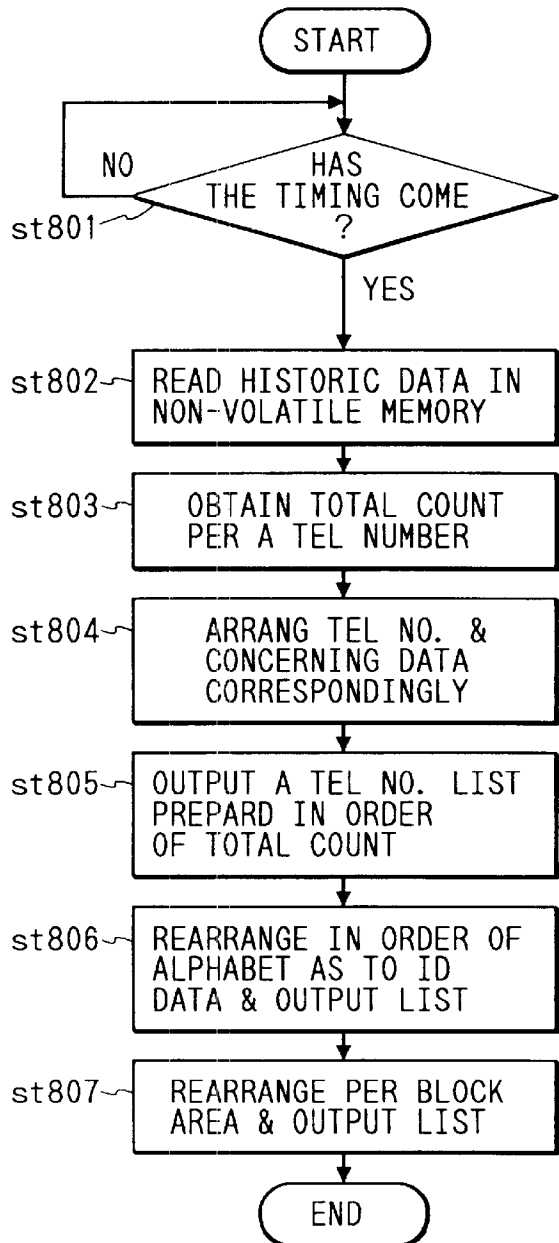 START
NO
HAS
THE TIMING COME
?
st801
YES
st802
READ HISTORIC DATA IN
NON-VOLATILE MEMORY
st803
OBTAIN TOTAL COUNT
PER A TEL NUMBER
st804
ARRANG TEL NO. &
CONCERNING DATA
CORRESPONDINGLY
st805
OUTPUT A TEL NO. LIST
PREPARD IN ORDER
OF TOTAL COUNT
st806
REARRANGE IN ORDER OF
ALPHABET AS TO ID
DATA & OUTPUT LIST
st807
REARRANGE PER BLOCK
AREA & OUTPUT LIST
END